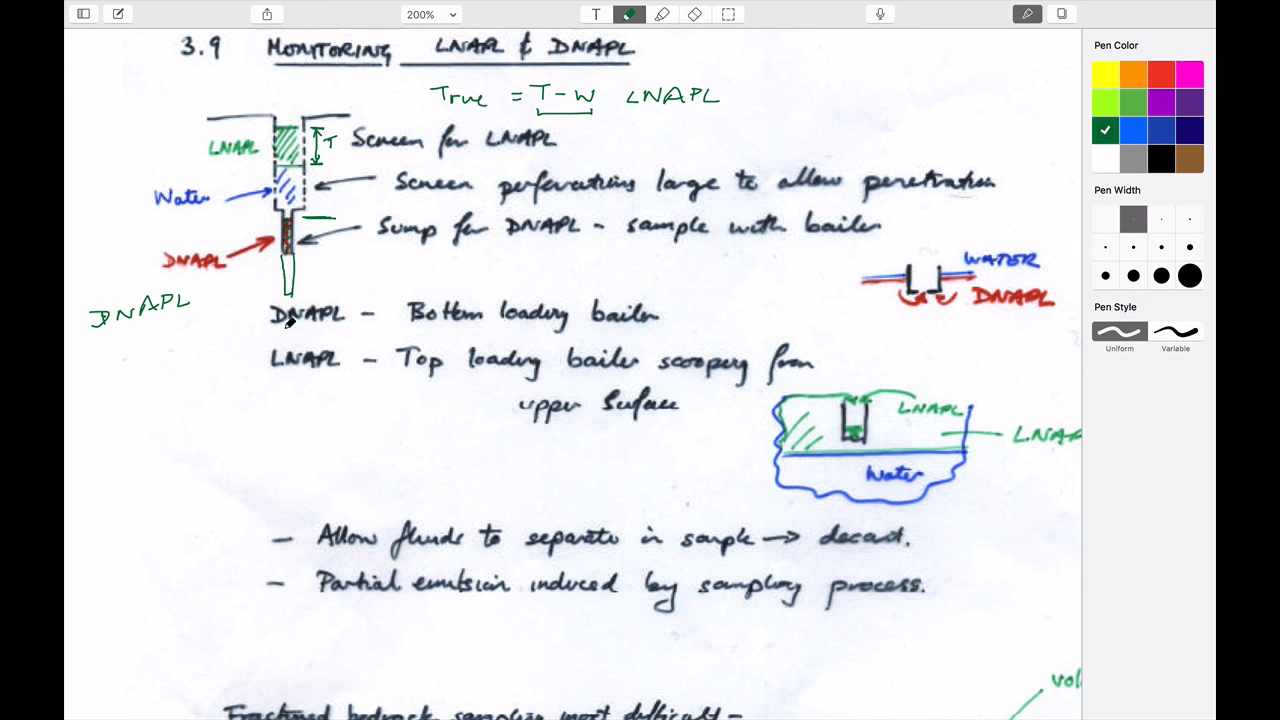 200%
T
Pen Color
3.9 MONITORING LNAPL & DNAPL
True = T-W LNAPL
LNAPL
T
Screen for LNAPL
Water
Screen perforations large to allow penetration
Pen Width
Sump for DNAPL - sample with bailer
DNAPL
WATER
DNAPL
DNAPL
DNAPL - Bottom loading bailer
Pen Style
Uniform Variable
LNAPL - Top loading bailer scooping from
upper surface
LNAPL
LNAP
Water
- Allow fluids to separate in sample → decant.
- Partial emulsion induced by sampling process.
vol
Fractured bedrock sampling most difficult -